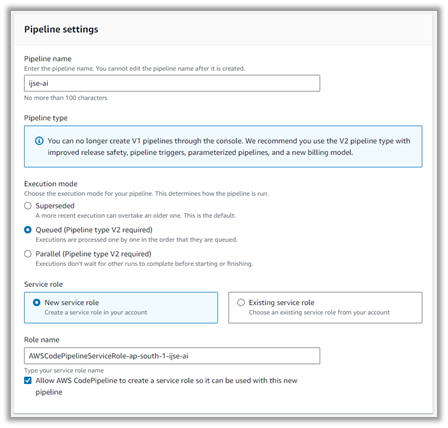 Pipeline settings
Pipeline name
Enter the pipeline name. You cannot edit the pipeline name after it is created.
ijse-ai
No more than 100 characters
Pipeline type
You can no longer create V1 pipelines through the console. We recommend you use the V2 pipeline type with
improved release safety, pipeline triggers, parameterized pipelines, and a new billing model.
Execution mode
Choose the execution mode for your pipeline. This determines how the pipeline is run.
Superseded
A more recent execution can overtake an older one. This is the default.
Queued (Pipeline type V2 required)
Executions are processed one by one in the order that they are queued.
Parallel (Pipeline type V2 required)
Executions don't wait for other runs to complete before starting or finishing.
Service role
New service role
Create a service role in your account
Existing service role
Choose an existing service role from your account
Role name
AWSCodePipelineServiceRole-ap-south-1-ijse-ai
Type your service role name
Allow AWS CodePipeline to create a service role so it can be used with this new
pipeline